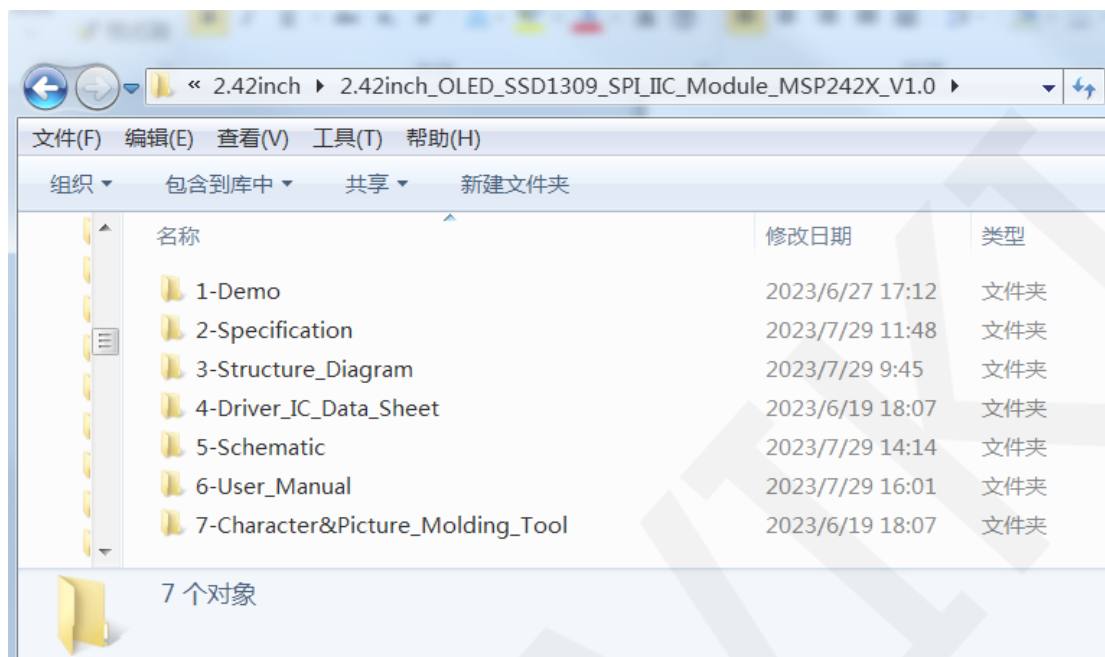 « 2.42inch ▸ 2.42inch_OLED_SSD1309_SPI_IIC_Module_MSP242X_V1.0 ▸
文件(F) 编辑(E) 查看(V) 工具(T) 帮助(H)
组织 包含到库中 共享 新建文件夹
名称 修改日期 类型
1-Demo 2023/6/27 17:12 文件夹
2-Specification 2023/7/29 11:48 文件夹
3-Structure_Diagram 2023/7/29 9:45 文件夹
4-Driver_IC_Data_Sheet 2023/6/19 18:07 文件夹
5-Schematic 2023/7/29 14:14 文件夹
6-User_Manual 2023/7/29 16:01 文件夹
7-Character&Picture_Molding_Tool 2023/6/19 18:07 文件夹
7 个对象